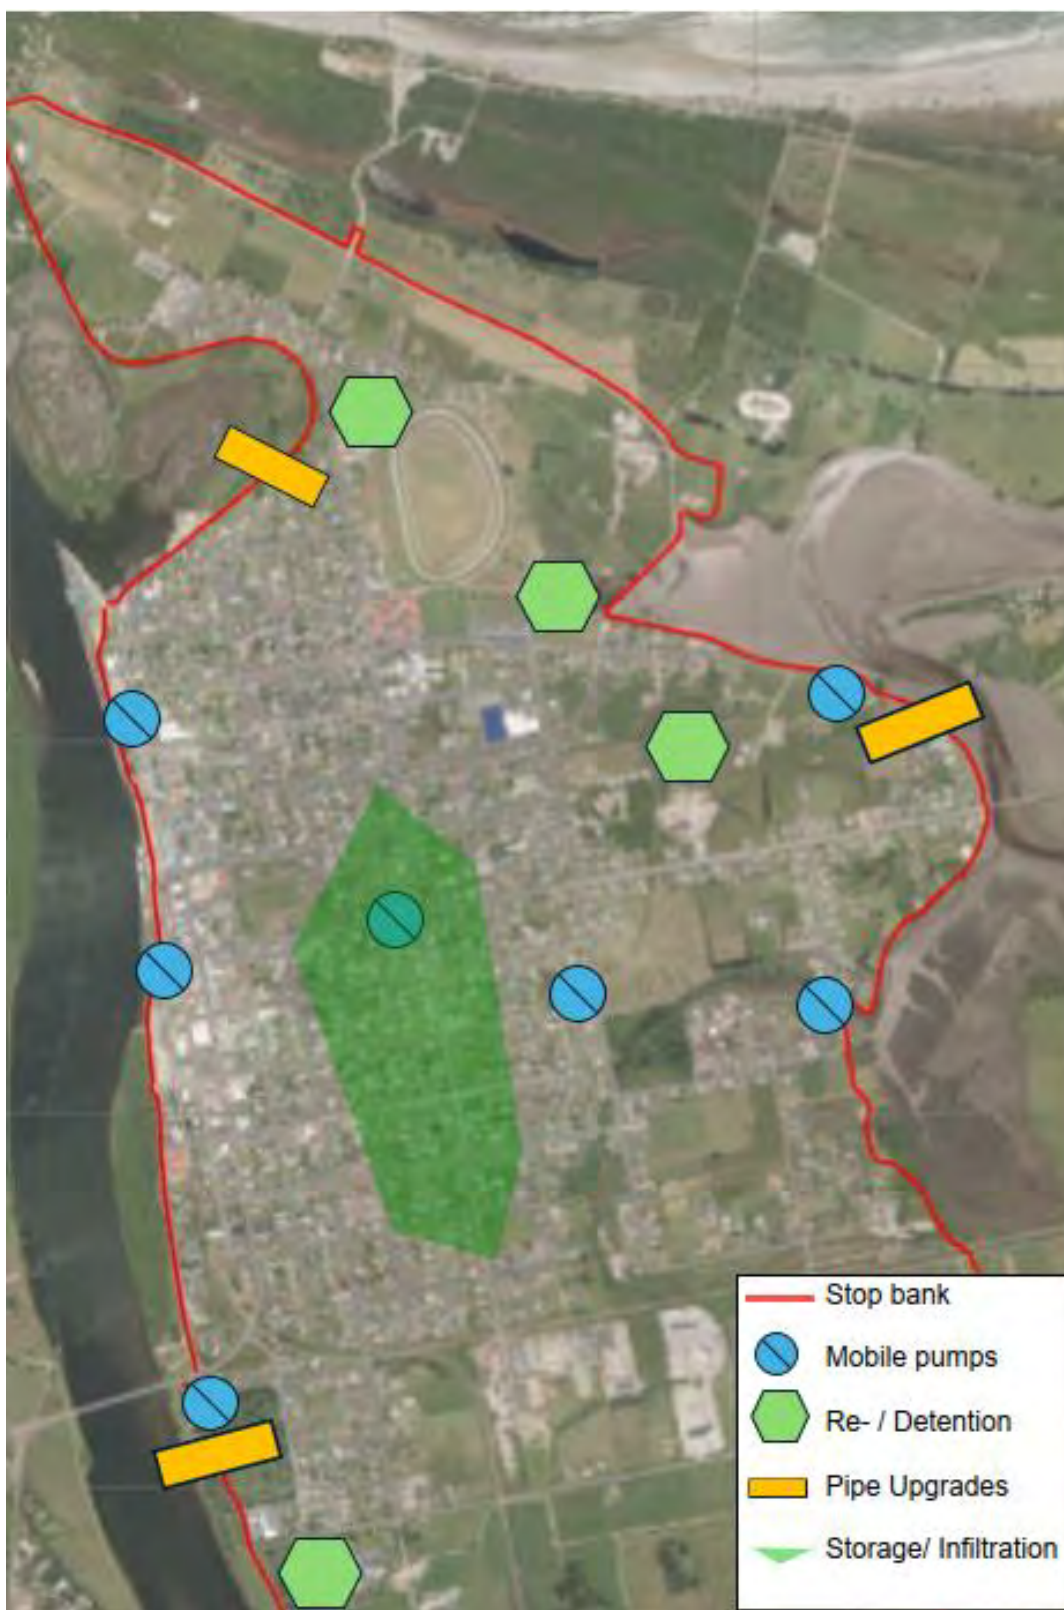 Stop bank
Mobile pumps
Re- / Detention
Pipe Upgrades
Storage/ Infiltration